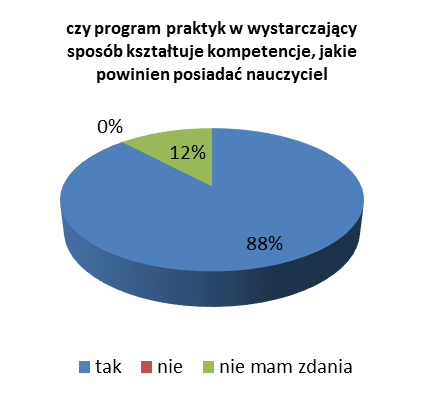 czy program praktyk w wystarczający
sposób kształtuje kompetencje, jakie
powinien posiadać nauczyciel
0%
12%
88%
tak nie nie mam zdania